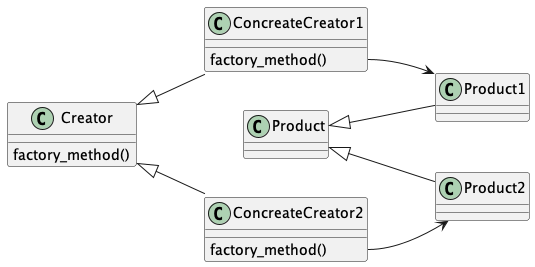 C ConcreateCreator1
factory_method()
C Creator
factory_method()
C Product
C Product1
C Product2
C ConcreateCreator2
factory_method()